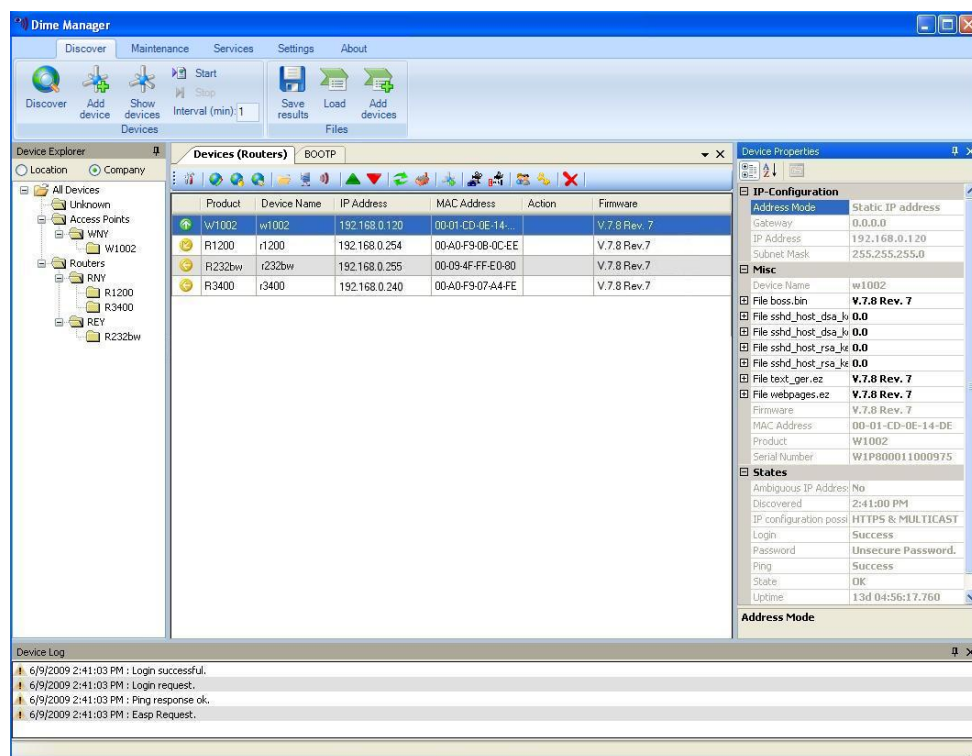 Dime Manager
Discover Maintenance Services Settings About
Discover Add device Show devices Start Stop Interval (min): 1 Save results Load Add devices
Devices Files
Device Explorer
Location Company
All Devices
Unknown
Access Points
WNY
W1002
Routers
RNY
R1200
R3400
REY
R232bw
Devices (Routers) BOOTP
Product Device Name IP Address MAC Address Action Firmware
W1002 w1002 192.168.0.120 00-01-CD-0E-14-... V.7.8 Rev. 7
R1200 r1200 192.168.0.254 00-A0-F9-0B-0C-EE V.7.8 Rev.7
R232bw r232bw 192.168.0.255 00-09-4F-FF-E0-80 V.7.8 Rev.7
R3400 r3400 192.168.0.240 00-A0-F9-07-A4-FE V.7.8 Rev.7
Device Properties
IP-Configuration
Address Mode Static IP address
Gateway 0.0.0.0
IP Address 192.168.0.120
Subnet Mask 255.255.255.0
Misc
Device Name w1002
File boss.bin V.7.8 Rev. 7
File sshd_host_dsa_k 0.0
File sshd_host_dsa_k 0.0
File sshd_host_rsa_ke 0.0
File sshd_host_rsa_ke 0.0
File text_ger.ez V.7.8 Rev. 7
File webpages.ez V.7.8 Rev. 7
Firmware V.7.8 Rev. 7
MAC Address 00-01-CD-0E-14-DE
Product W1002
Serial Number W1P800011000975
States
Ambiguous IP Addres No
Discovered 2:41:00 PM
IP configuration possi HTTPS & MULTICAST
Login Success
Password Unsecure Password.
Ping Success
State OK
Uptime 13d 04:56:17.760
Address Mode
Device Log
6/9/2009 2:41:03 PM : Login successful.
6/9/2009 2:41:03 PM : Login request.
6/9/2009 2:41:03 PM : Ping response ok.
6/9/2009 2:41:03 PM : Easp Request.